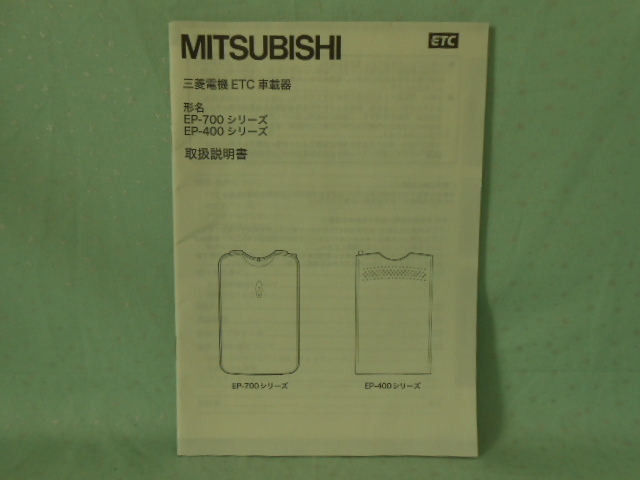 MITSUBISHI
ETC
三菱電機 ETC 車載器
形名
EP-700 シリーズ
EP-400 シリーズ
取扱説明書
EP-700 シリーズ
EP-400 シリーズ